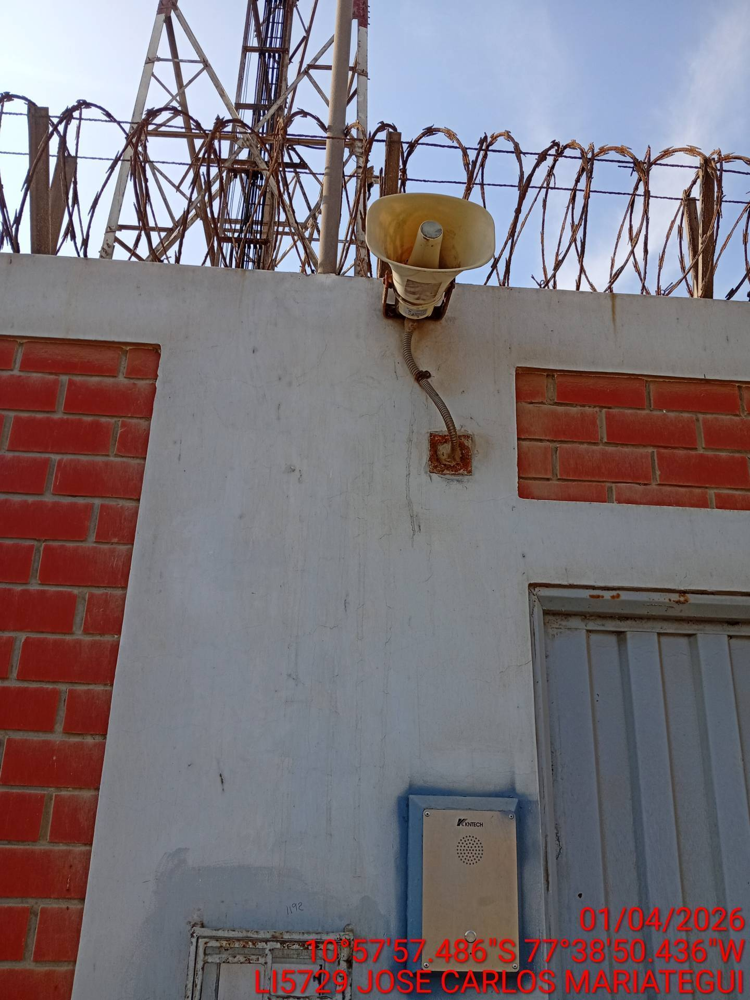 KNTECH
1192
01/04/2026
10°57'57.486"S 77°38'50.436"W
LI5729 JOSE CARLOS MARIATEGUI